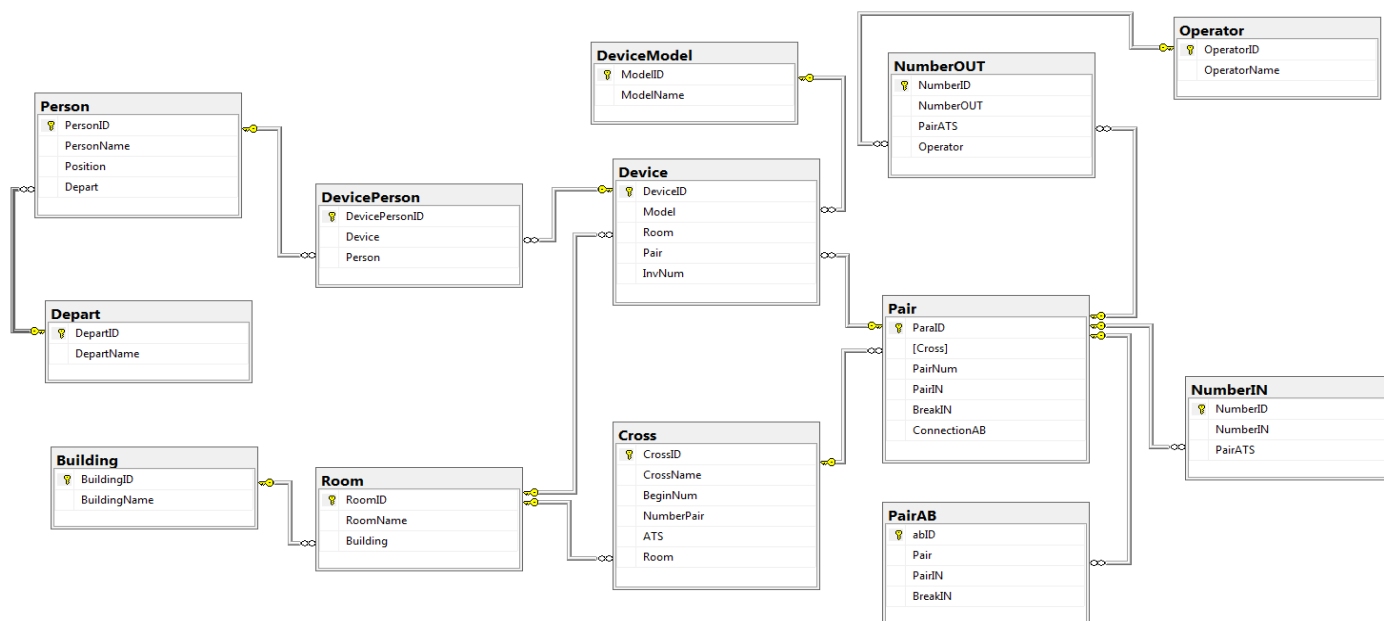 Person
PersonID
PersonName
Position
Depart
Depart
DepartID
DepartName
Building
BuildingID
BuildingName
DevicePerson
DevicePersonID
Device
Person
Room
RoomID
RoomName
Building
DeviceModel
ModelID
ModelName
Device
DeviceID
Model
Room
Pair
InvNum
Cross
CrossID
CrossName
BeginNum
NumberPair
ATS
Room
NumberOUT
NumberID
NumberOUT
PairATS
Operator
Pair
ParaID
[Cross]
PairNum
PairIN
BreakIN
ConnectionAB
PairAB
abID
Pair
PairIN
BreakIN
Operator
OperatorID
OperatorName
NumberIN
NumberID
NumberIN
PairATS